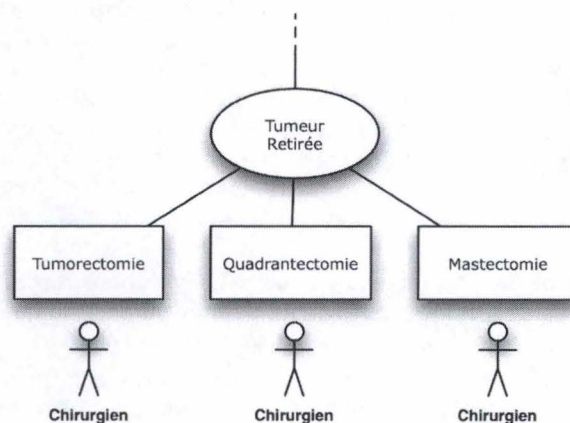 Tumeur
Retirée
Tumorectomie
Quadrantectomie
Mastectomie
Chirurgien
Chirurgien
Chirurgien